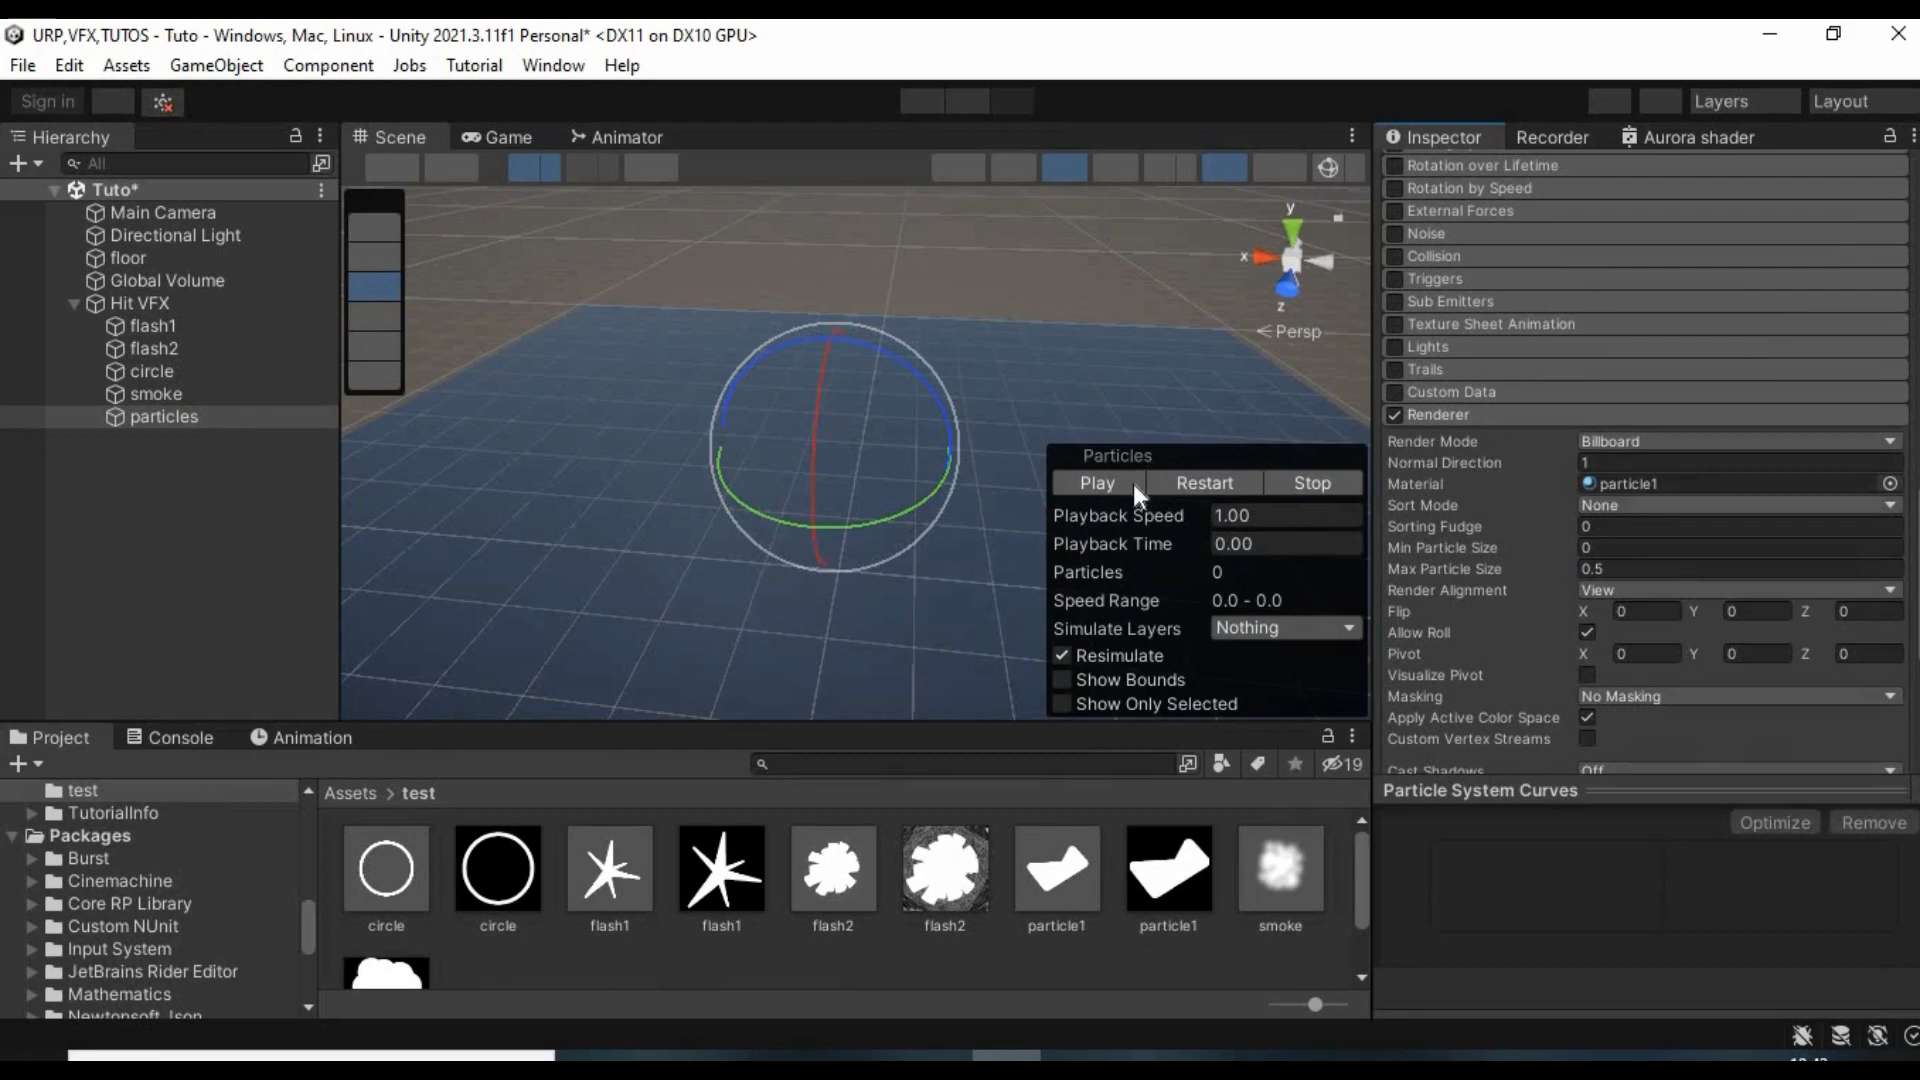 URP,VFX,TUTOS - Tuto - Windows, Mac, Linux - Unity 2021.3.11f1 Personal* <DX11 on DX10 GPU>
File Edit Assets GameObject Component Jobs Tutorial Window Help
Sign in
Layers
Layout
Hierarchy
All
Tuto*
Main Camera
Directional Light
floor
Global Volume
Hit VFX
flash1
flash2
circle
smoke
particles
Scene
Game
Animator
y
x
z
Persp
Particles
Play Restart Stop
Playback Speed 1.00
Playback Time 0.00
Particles 0
Speed Range 0.0 - 0.0
Simulate Layers Nothing
Resimulate
Show Bounds
Show Only Selected
Inspector
Recorder
Aurora shader
Rotation over Lifetime
Rotation by Speed
External Forces
Noise
Collision
Triggers
Sub Emitters
Texture Sheet Animation
Lights
Trails
Custom Data
Renderer
Render Mode Billboard
Normal Direction 1
Material particle1
Sort Mode None
Sorting Fudge 0
Min Particle Size 0
Max Particle Size 0.5
Render Alignment View
Flip X 0 Y 0 Z 0
Allow Roll
Pivot X 0 Y 0 Z 0
Visualize Pivot
Masking No Masking
Apply Active Color Space
Custom Vertex Streams
Cast Shadows Off
Particle System Curves
Optimize Remove
Project
Console
Animation
19
test
TutorialInfo
Packages
Burst
Cinemachine
Core RP Library
Custom NUnit
Input System
JetBrains Rider Editor
Mathematics
Newtonsoft Json
Assets > test
circle circle flash1 flash1 flash2 flash2 particle1 particle1 smoke